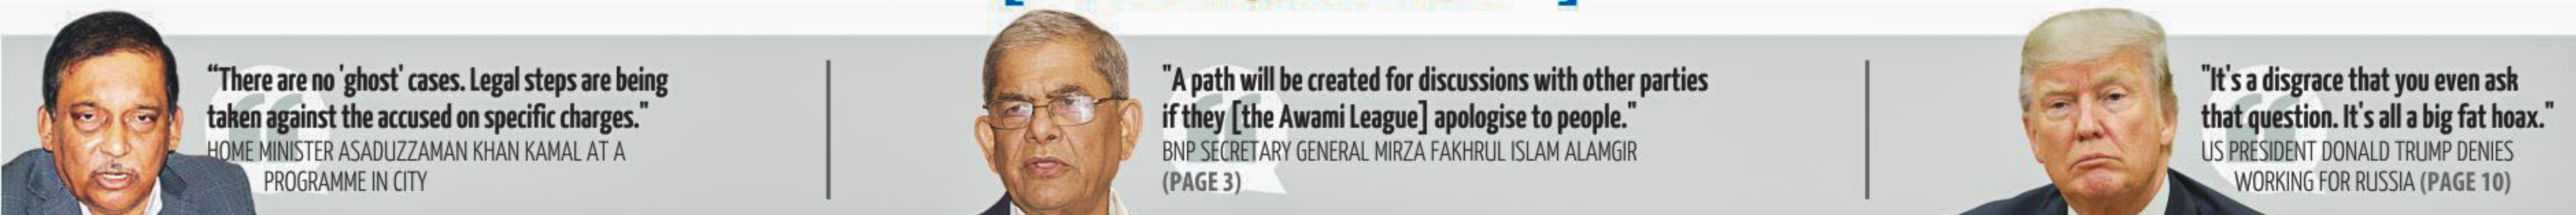 “There are no 'ghost' cases. Legal steps are being
taken against the accused on specific charges."
HOME MINISTER ASADUZZAMAN KHAN KAMAL AT A
PROGRAMME IN CITY
"A path will be created for discussions with other parties
if they [the Awami League] apologise to people."
BNP SECRETARY GENERAL MIRZA FAKHRUL ISLAM ALAMGIR
(PAGE 3)
"It's a disgrace that you even ask
that question. It's all a big fat hoax."
US PRESIDENT DONALD TRUMP DENIES
WORKING FOR RUSSIA (PAGE 10)